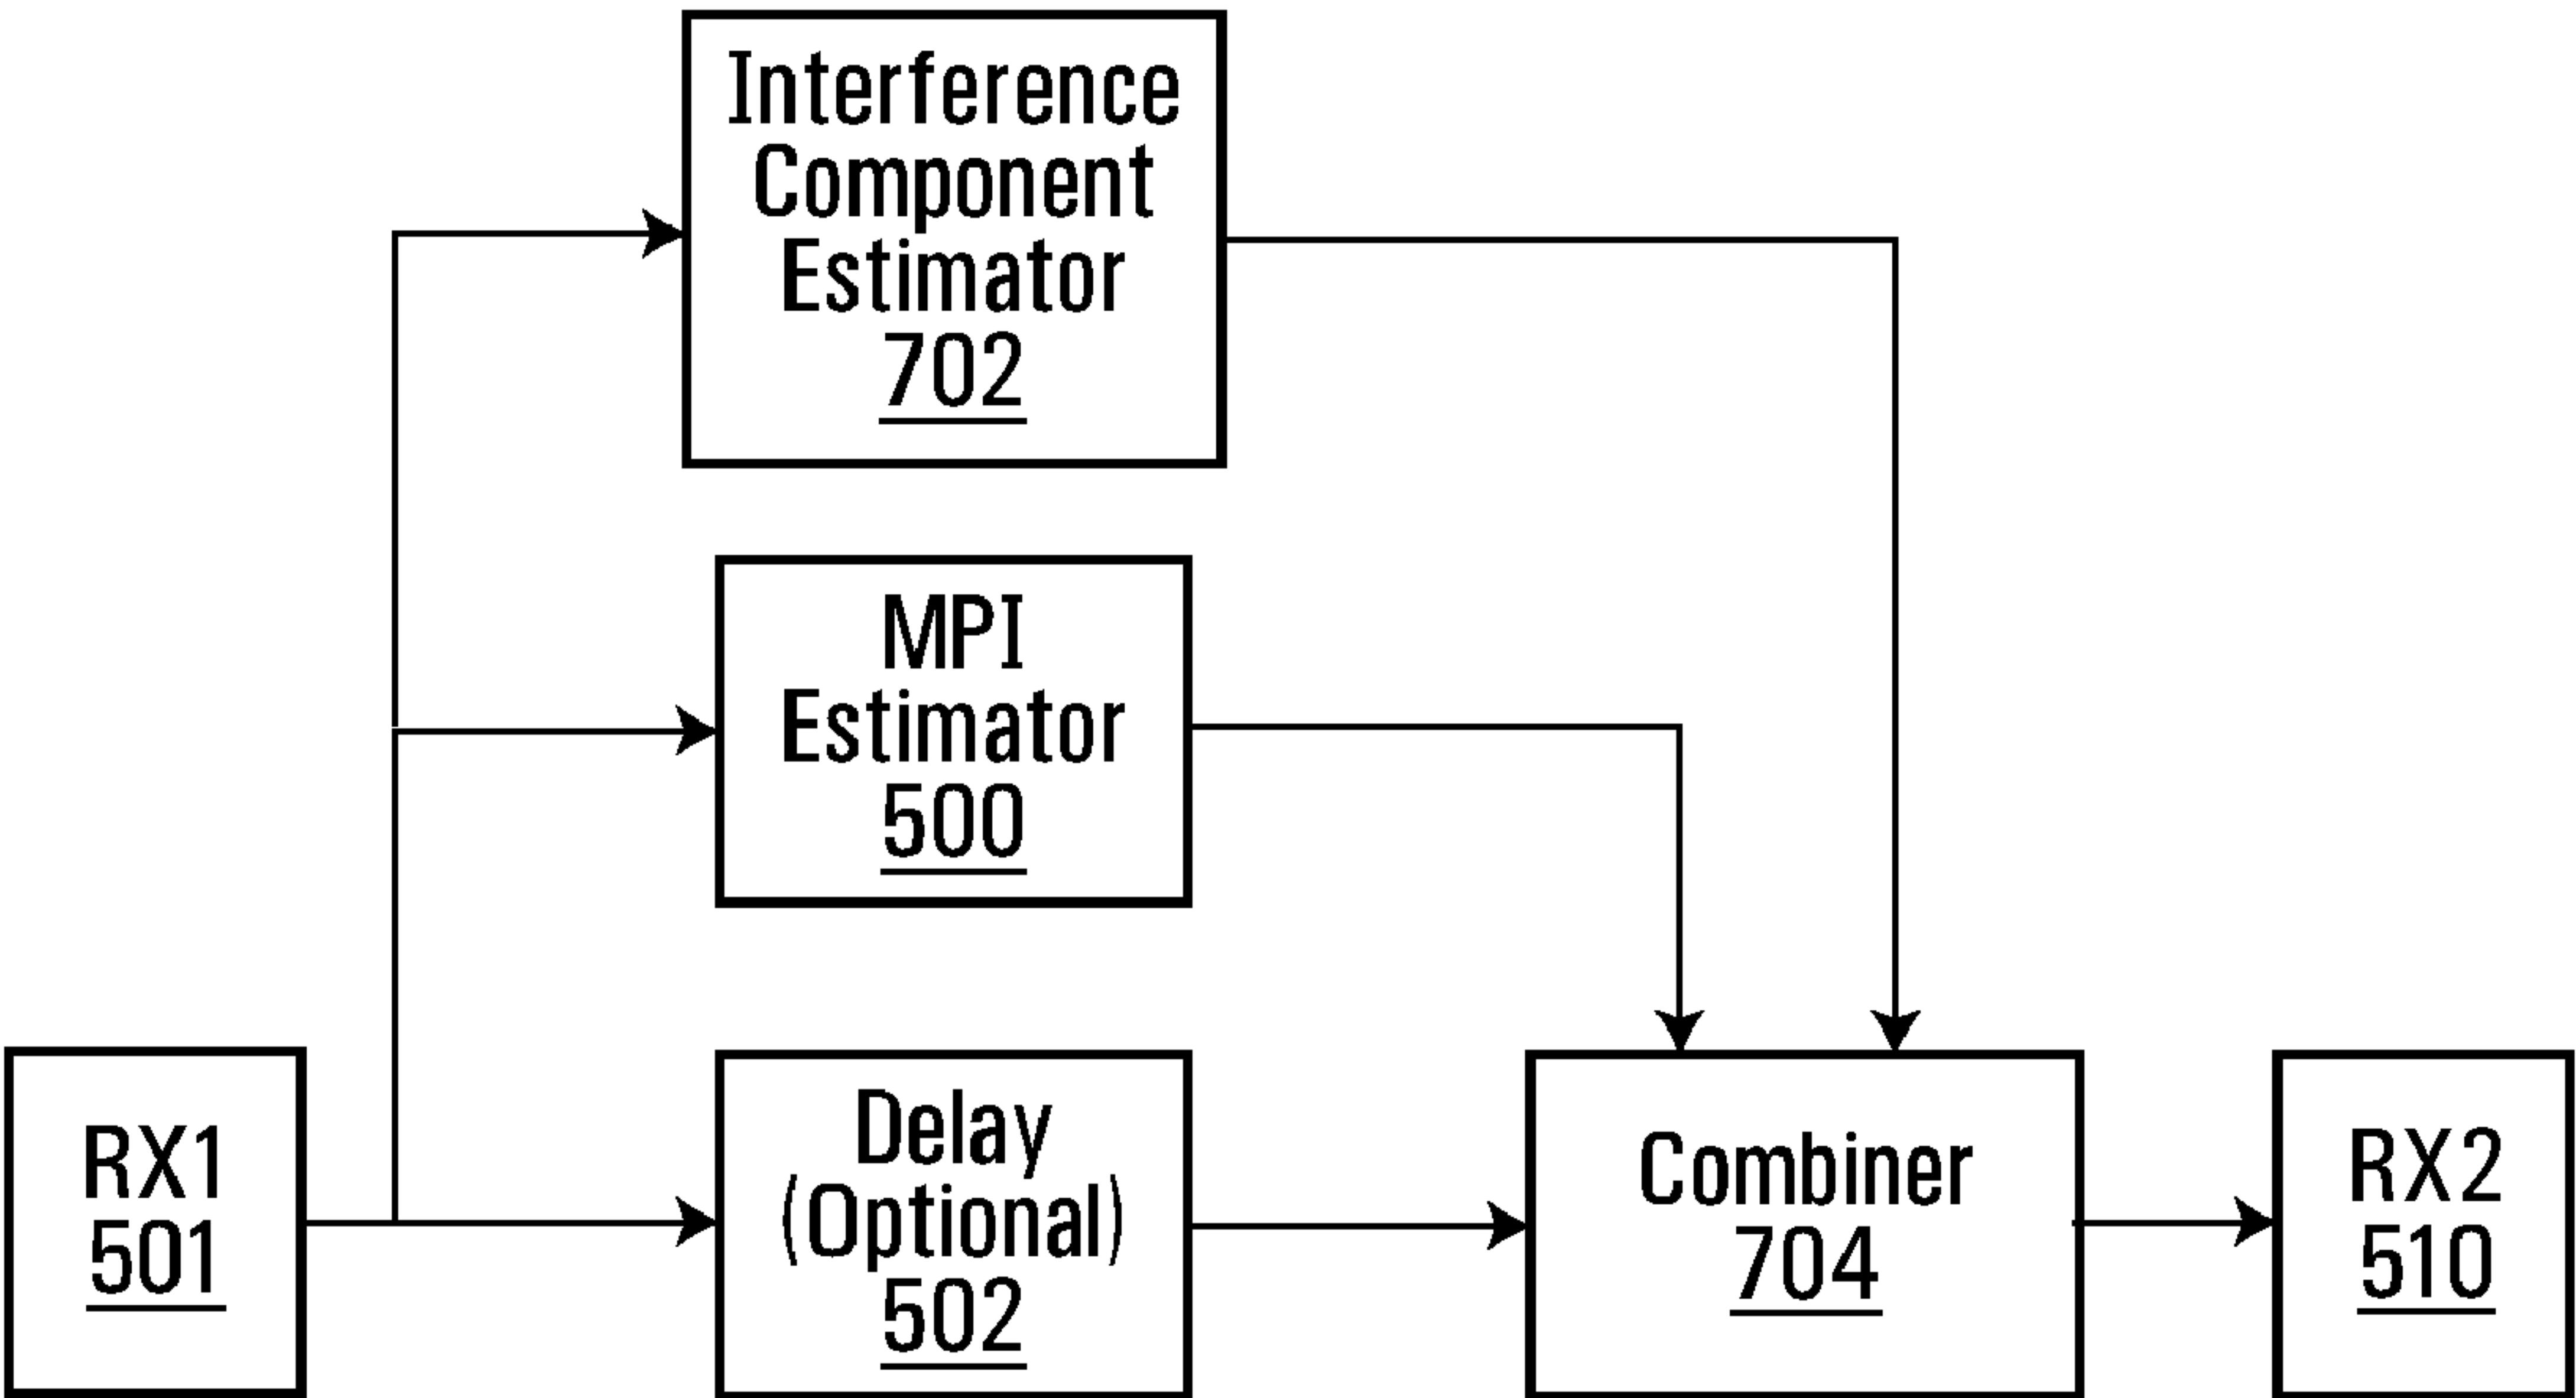 Interference
Component
Estimator
702
MPI
Estimator
500
RX1
501
Delay
(Optional)
502
Combiner
704
RX2
510